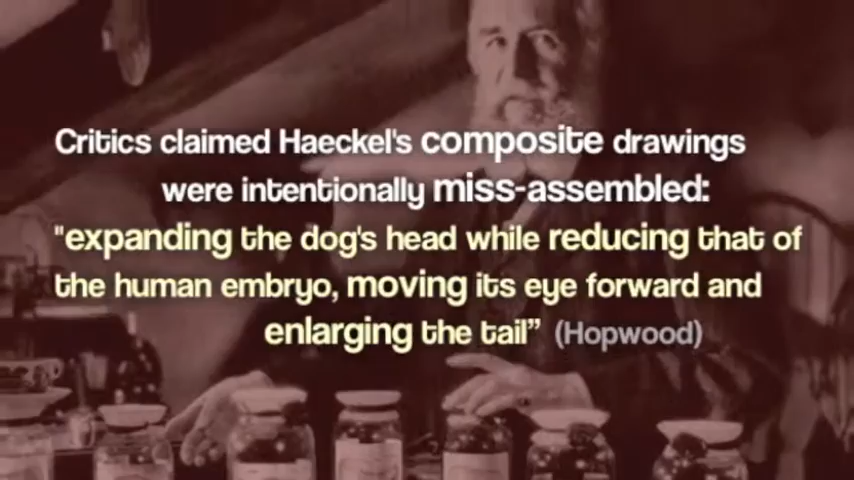 Critics claimed Haeckel's composite drawings
were intentionally miss-assembled:
"expanding the dog's head while reducing that of
the human embryo, moving its eye forward and
enlarging the tail” (Hopwood)